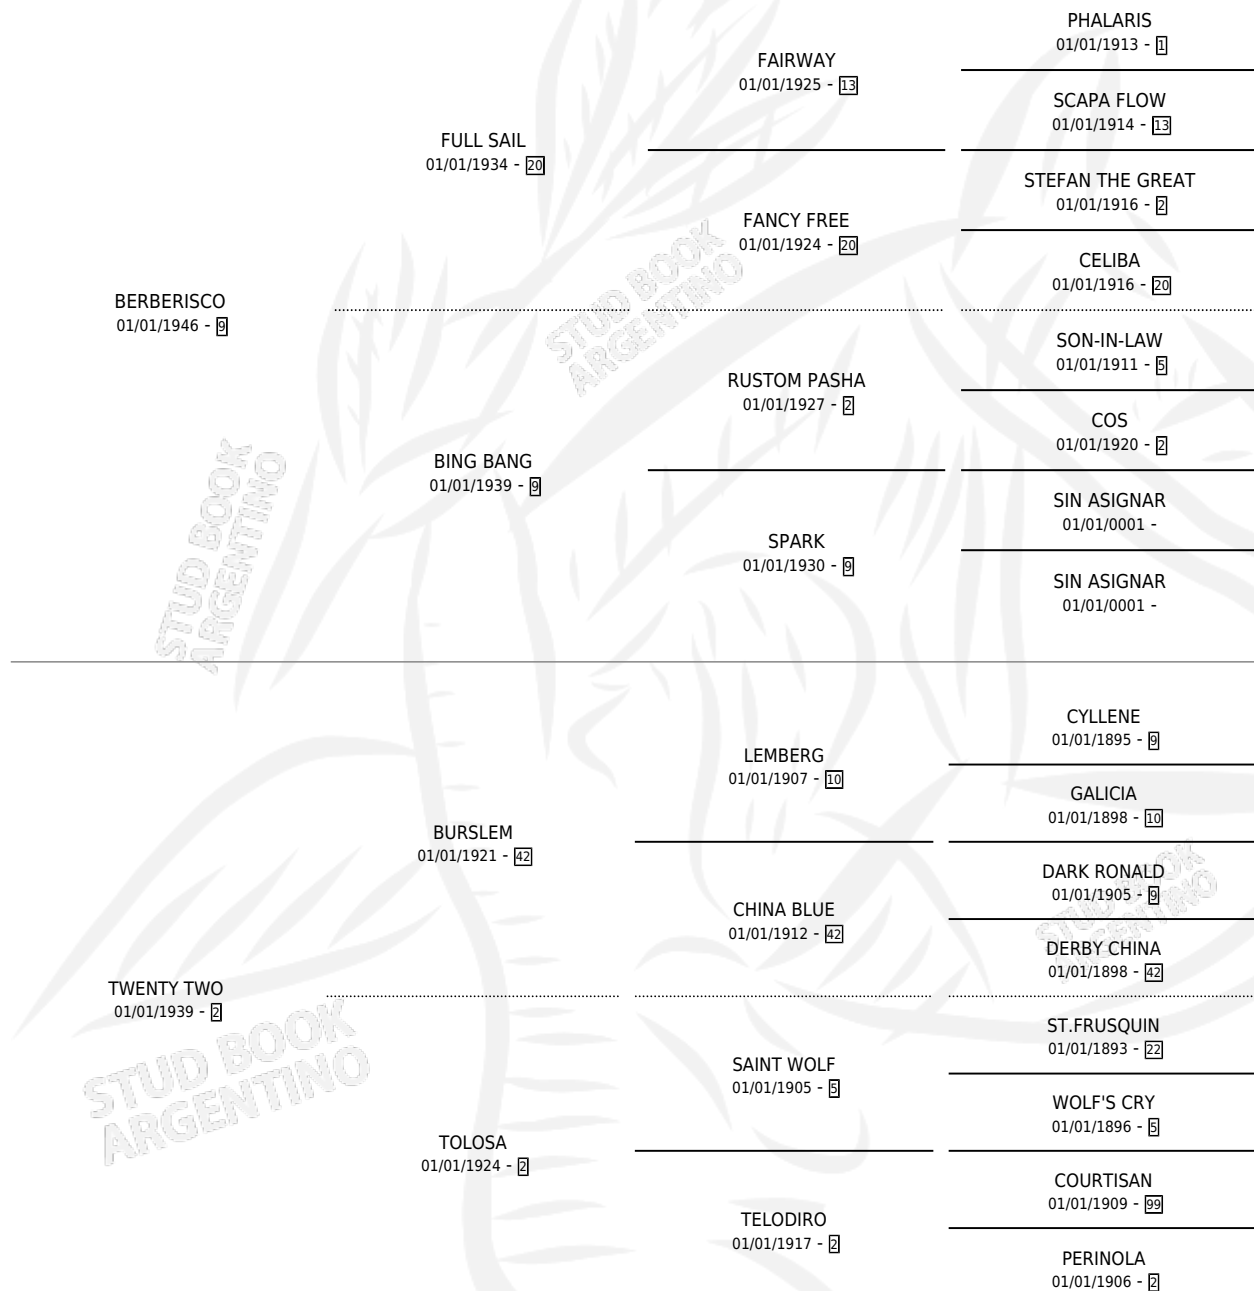 PHALARIS
01/01/1913 - 1
FAIRWAY
01/01/1925 - 13
SCAPA FLOW
01/01/1914 - 13
FULL SAIL
01/01/1934 - 20
STEFAN THE GREAT
01/01/1916 - 2
FANCY FREE
01/01/1924 - 20
CELIBA
01/01/1916 - 20
BERBERISCO
01/01/1946 - 9
SON-IN-LAW
01/01/1911 - 5
RUSTOM PASHA
01/01/1927 - 2
COS
01/01/1920 - 2
BING BANG
01/01/1939 - 9
SIN ASIGNAR
01/01/0001 -
SPARK
01/01/1930 - 9
SIN ASIGNAR
01/01/0001 -
STUD BOOK
ARGENTINO
STUD BOOK
ARGENTINO
CYLLENE
01/01/1895 - 9
LEMBERG
01/01/1907 - 10
GALICIA
01/01/1898 - 10
BURSLEM
01/01/1921 - 42
DARK RONALD
01/01/1905 - 9
CHINA BLUE
01/01/1912 - 42
DERBY CHINA
01/01/1898 - 42
TWENTY TWO
01/01/1939 - 2
ST.FRUSQUIN
01/01/1893 - 22
SAINT WOLF
01/01/1905 - 5
WOLF'S CRY
01/01/1896 - 5
TOLOSA
01/01/1924 - 2
COURTISAN
01/01/1909 - 99
TELODIRO
01/01/1917 - 2
PERINOLA
01/01/1906 - 2
STUD BOOK
ARGENTINO
STUD BOOK
ARGENTINO